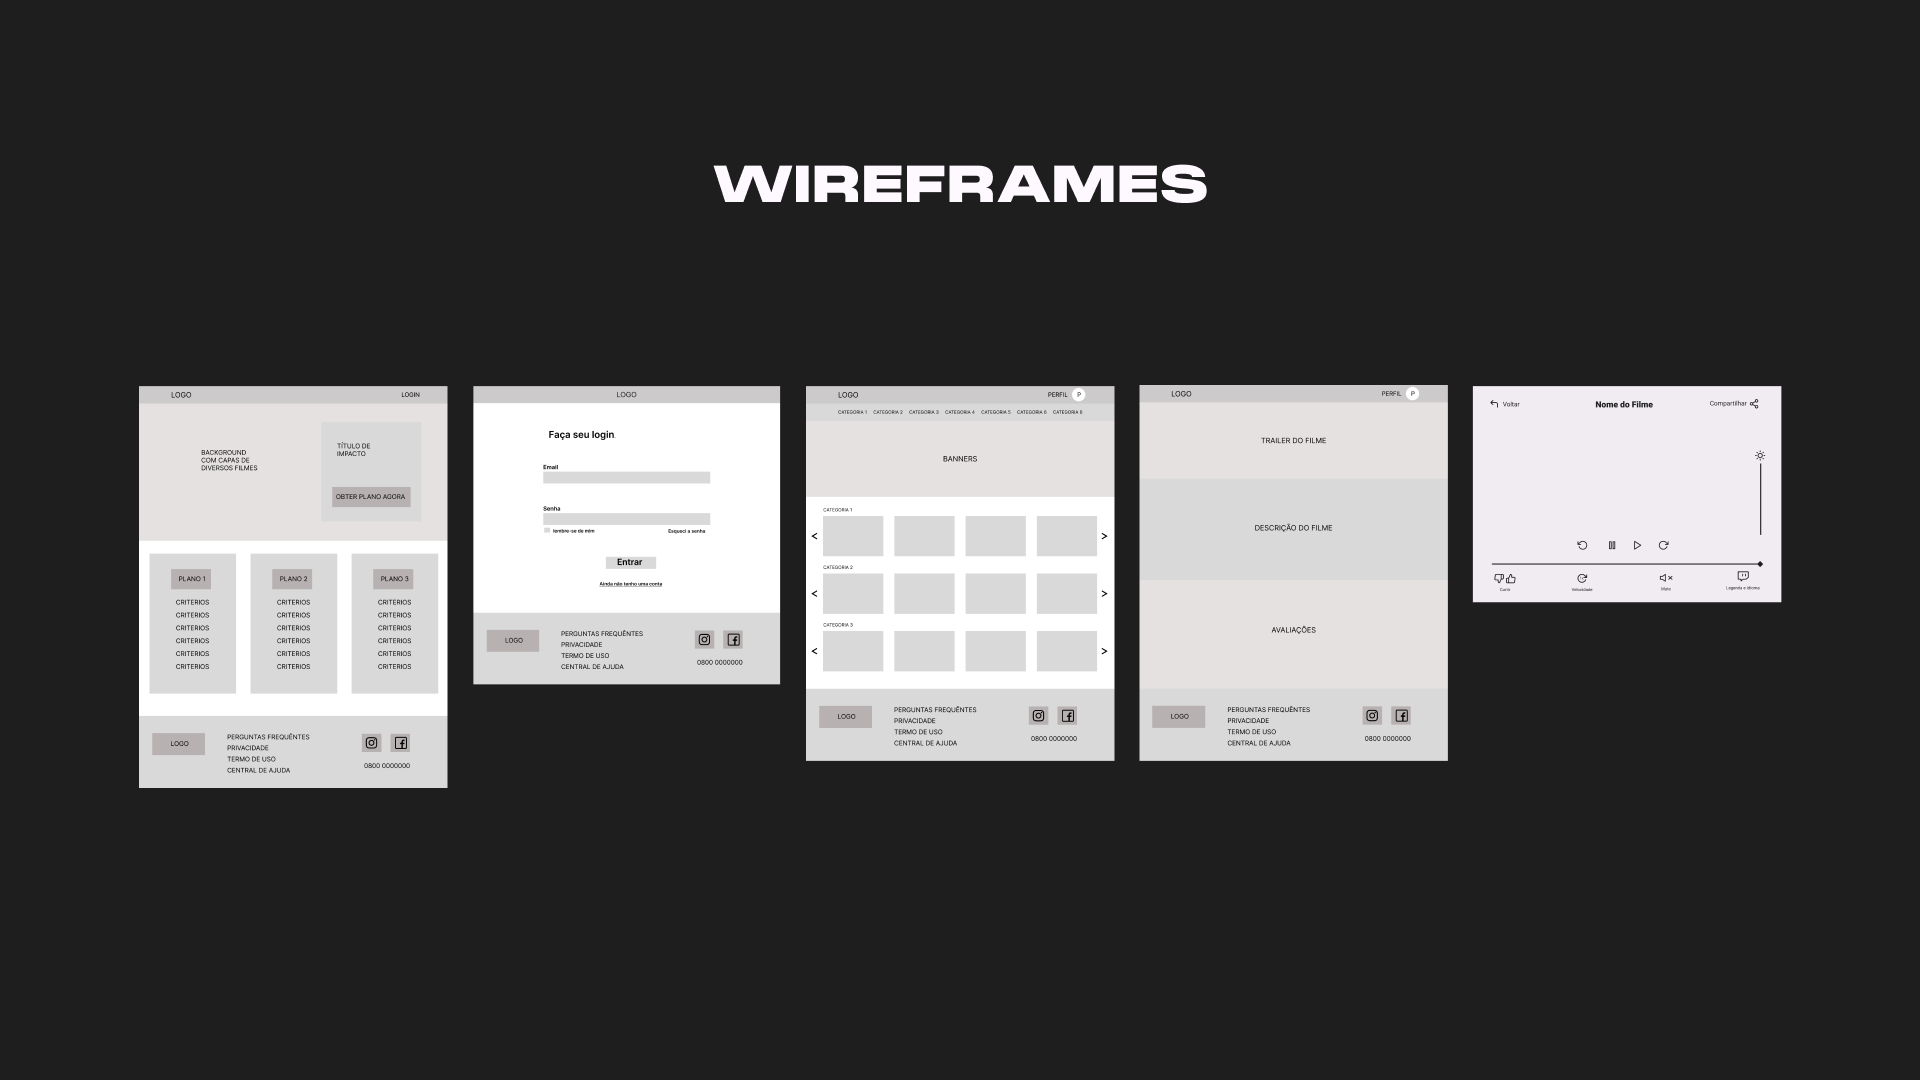 WIREFRAMES
LOGO
LOGIN
BACKGROUND
COM CAPAS DE
DIVERSOS FILMES
TÍTULO DE
IMPACTO
OBTER PLANO AGORA
PLANO 1
CRITERIOS
CRITERIOS
CRITERIOS
CRITERIOS
CRITERIOS
CRITERIOS
PLANO 2
CRITERIOS
CRITERIOS
CRITERIOS
CRITERIOS
CRITERIOS
CRITERIOS
PLANO 3
CRITERIOS
CRITERIOS
CRITERIOS
CRITERIOS
CRITERIOS
CRITERIOS
LOGO
PERGUNTAS FREQUÊNTES
PRIVACIDADE
TERMO DE USO
CENTRAL DE AJUDA
0800 0000000
LOGO
Faça seu login
Email
Senha
lembre-se de mim
Esqueci a senha
Entrar
Ainda não tenho uma conta
LOGO
PERGUNTAS FREQUÊNTES
PRIVACIDADE
TERMO DE USO
CENTRAL DE AJUDA
0800 0000000
LOGO
PERFIL P
CATEGORIA 1 CATEGORIA 2 CATEGORIA 3 CATEGORIA 4 CATEGORIA 5 CATEGORIA 6 CATEGORIA 8
BANNERS
CATEGORIA 1
< >
CATEGORIA 2
< >
CATEGORIA 3
< >
LOGO
PERGUNTAS FREQUÊNTES
PRIVACIDADE
TERMO DE USO
CENTRAL DE AJUDA
0800 0000000
LOGO
PERFIL P
TRAILER DO FILME
DESCRIÇÃO DO FILME
AVALIAÇÕES
LOGO
PERGUNTAS FREQUÊNTES
PRIVACIDADE
TERMO DE USO
CENTRAL DE AJUDA
0800 0000000
Voltar
Nome do Filme
Compartilhar
Curtir
Velocidade
Mute
Legenda e idioma